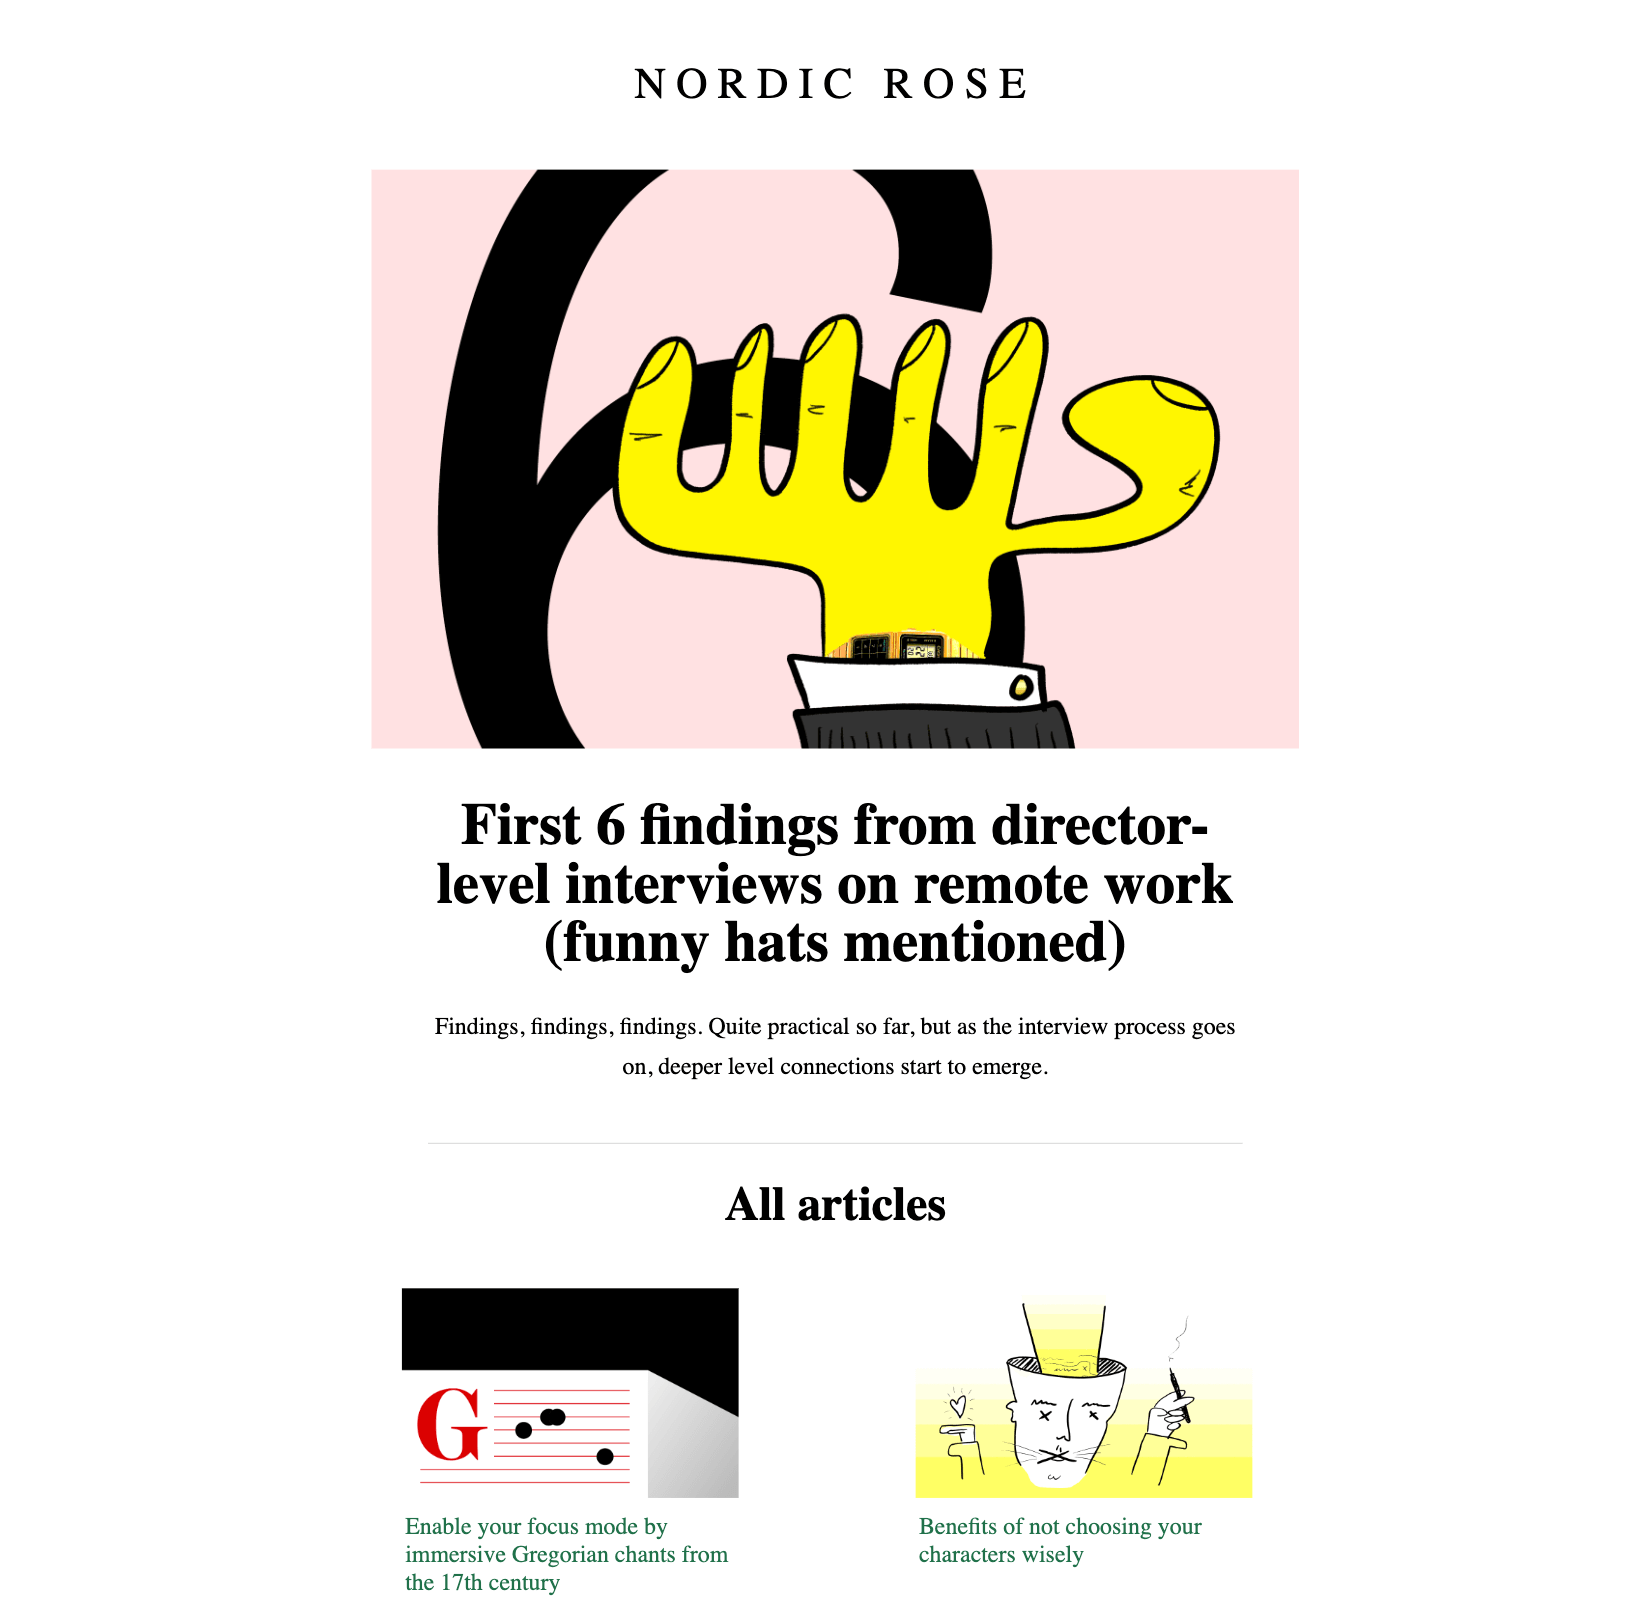 NORDIC ROSE
First 6 findings from director-
level interviews on remote work
(funny hats mentioned)
Findings, findings, findings. Quite practical so far, but as the interview process goes
on, deeper level connections start to emerge.
All articles
G
Enable your focus mode by
immersive Gregorian chants from
the 17th century
Benefits of not choosing your
characters wisely